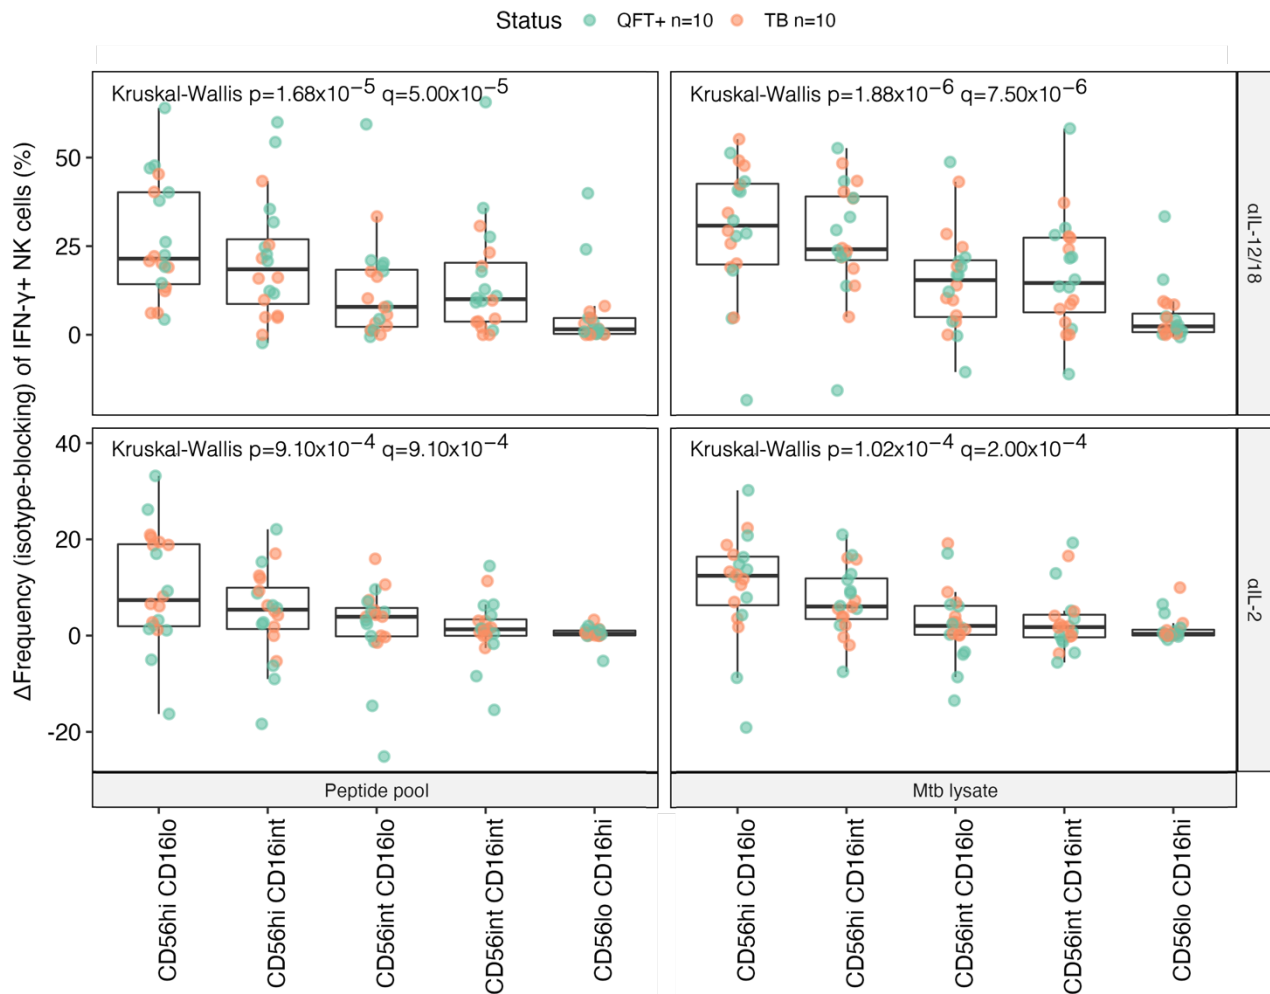 Status QFT+ n=10 TB n=10
Kruskal-Wallis p=1.68x10⁻⁵ q=5.00x10⁻⁵
Kruskal-Wallis p=1.88x10⁻⁶ q=7.50x10⁻⁶
αIL-12/18
50
25
0
ΔFrequency (isotype-blocking) of IFN-γ+ NK cells (%)
Kruskal-Wallis p=9.10x10⁻⁴ q=9.10x10⁻⁴
Kruskal-Wallis p=1.02x10⁻⁴ q=2.00x10⁻⁴
αIL-2
40
20
0
-20
Peptide pool
Mtb lysate
CD56hi CD16lo
CD56hi CD16int
CD56int CD16lo
CD56int CD16int
CD56lo CD16hi
CD56hi CD16lo
CD56hi CD16int
CD56int CD16lo
CD56int CD16int
CD56lo CD16hi